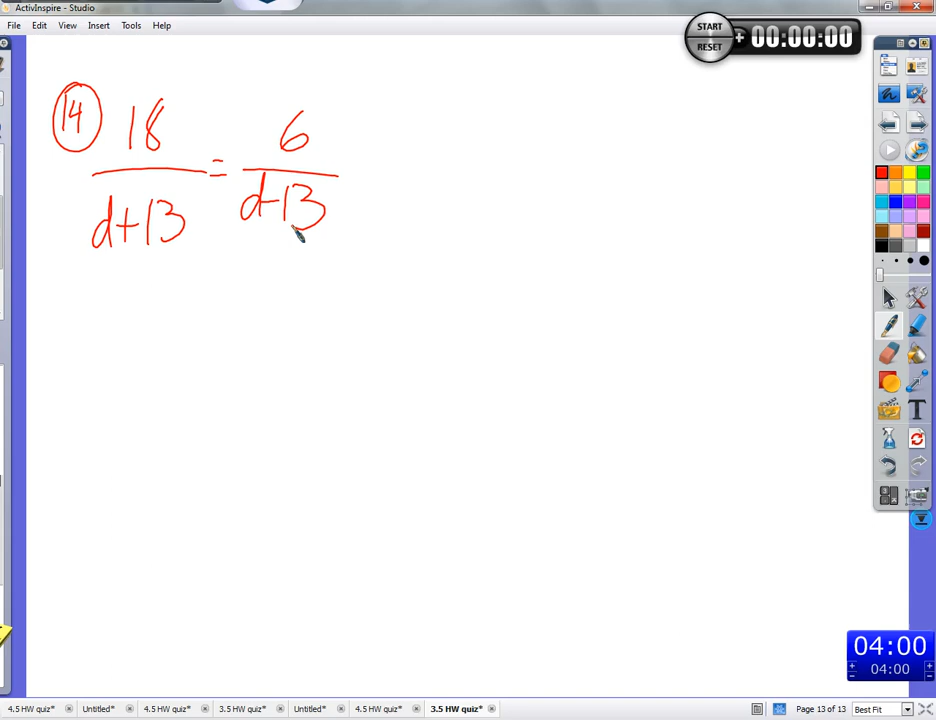 ActivInspire - Studio
File Edit View Insert Tools Help
START
RESET
+ 00:00:00
14
18
6
=
d+13
d-13
T
04:00
04:00
4.5 HW quiz* Untitled* 4.5 HW quiz* 3.5 HW quiz* Untitled* 4.5 HW quiz* 3.5 HW quiz* Page 13 of 13 Best Fit